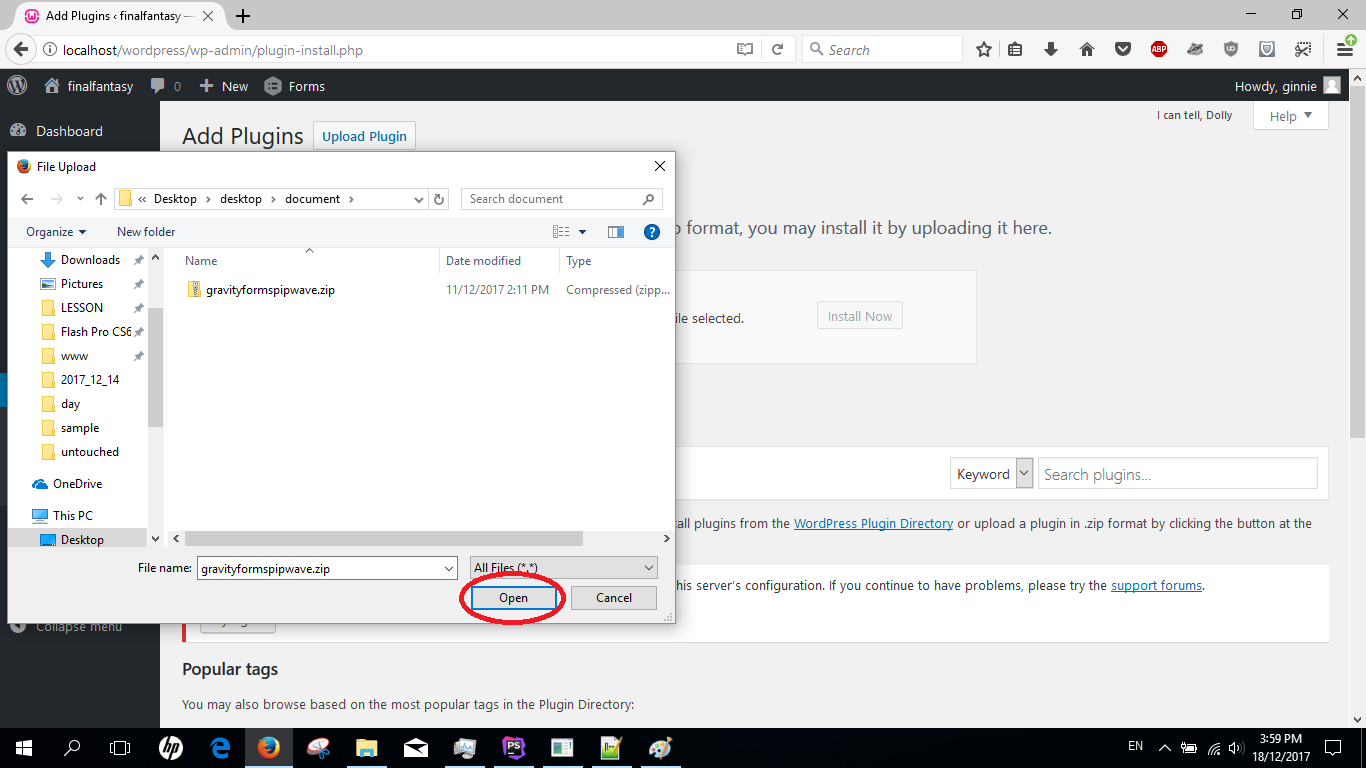 Add Plugins ‹ finalfantasy —
localhost/wordpress/wp-admin/plugin-install.php
Search
ABP
finalfantasy
0
New
Forms
Howdy, ginnie
Dashboard
I can tell, Dolly
Help
Add Plugins
Upload Plugin
File Upload
« Desktop › desktop › document ›
Search document
Organize
New folder
format, you may install it by uploading it here.
Name
Date modified
Type
Downloads
Pictures
LESSON
Flash Pro CS6
www
2017_12_14
day
sample
untouched
OneDrive
This PC
Desktop
gravityformspipwave.zip
11/12/2017 2:11 PM
Compressed (zipp...
ile selected.
Install Now
Keyword
Search plugins...
tall plugins from the WordPress Plugin Directory or upload a plugin in .zip format by clicking the button at the
File name:
gravityformspipwave.zip
All Files (*.*)
Open
Cancel
his server's configuration. If you continue to have problems, please try the support forums.
Collapse menu
Popular tags
You may also browse based on the most popular tags in the Plugin Directory:
hp
PS
EN
3:59 PM
18/12/2017